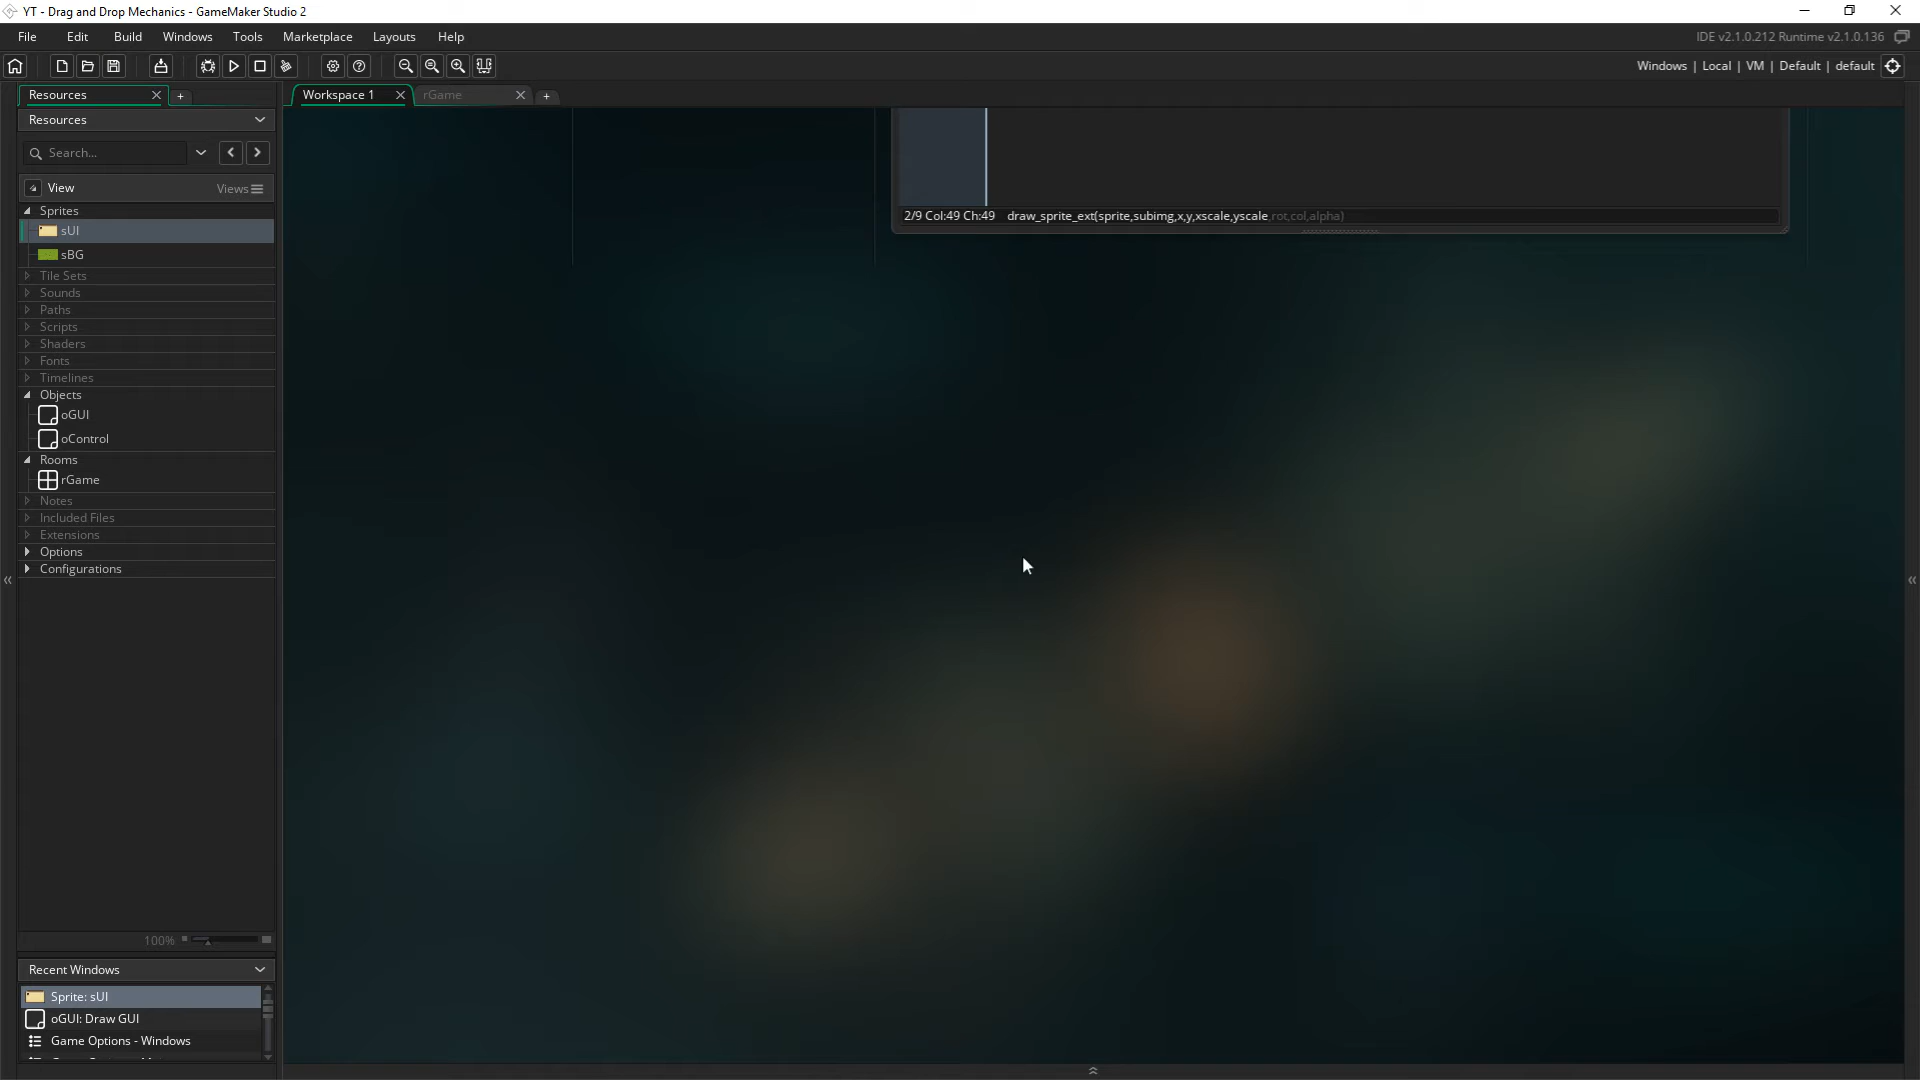 YT - Drag and Drop Mechanics - GameMaker Studio 2
File Edit Build Windows Tools Marketplace Layouts Help
IDE v2.1.0.212 Runtime v2.1.0.136
Windows | Local | VM | Default | default
Resources
Workspace 1
rGame
Resources
Search...
View
Views
Sprites
sUI
sBG
Tile Sets
Sounds
Paths
Scripts
Shaders
Fonts
Timelines
Objects
oGUI
oControl
Rooms
rGame
Notes
Included Files
Extensions
Options
Configurations
2/9 Col:49 Ch:49 draw_sprite_ext(sprite,subimg,x,y,xscale,yscale,rot,col,alpha)
100%
Recent Windows
Sprite: sUI
oGUI: Draw GUI
Game Options - Windows